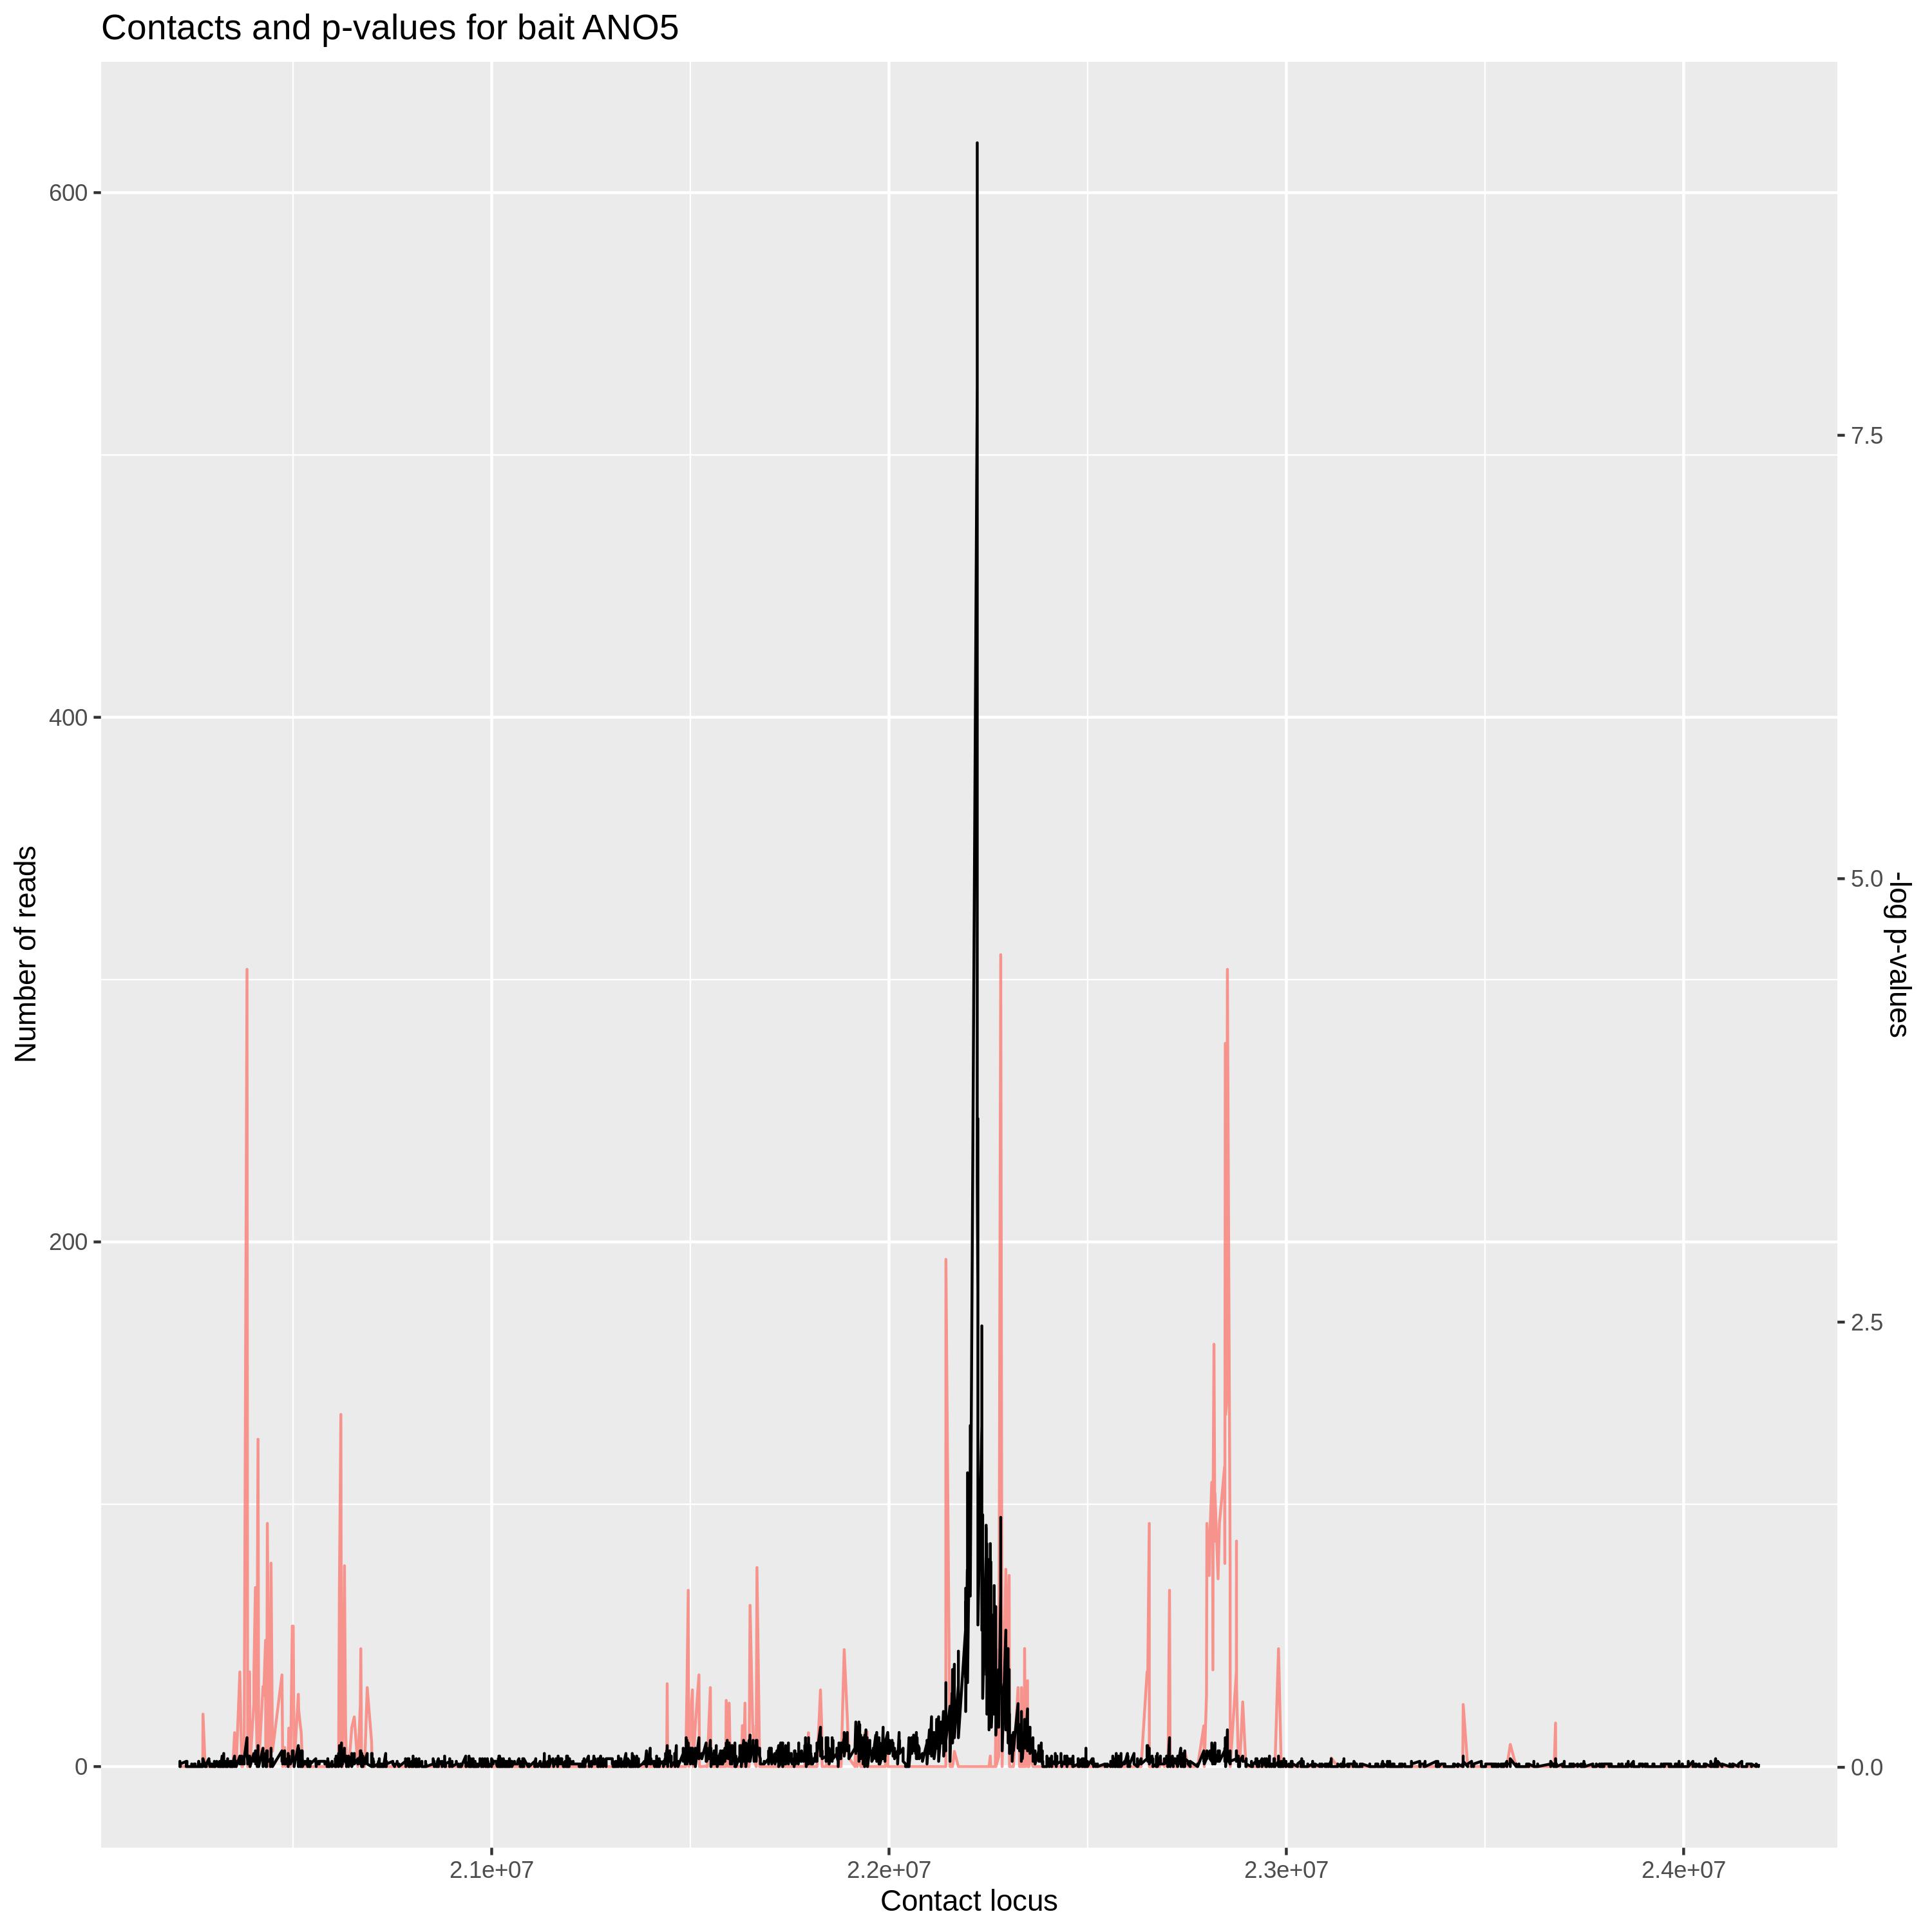 Contacts and p-values for bait ANO5
600
400
200
0
Number of reads
7.5
5.0
2.5
0.0
-log p-values
2.1e+07
2.2e+07
2.3e+07
2.4e+07
Contact locus